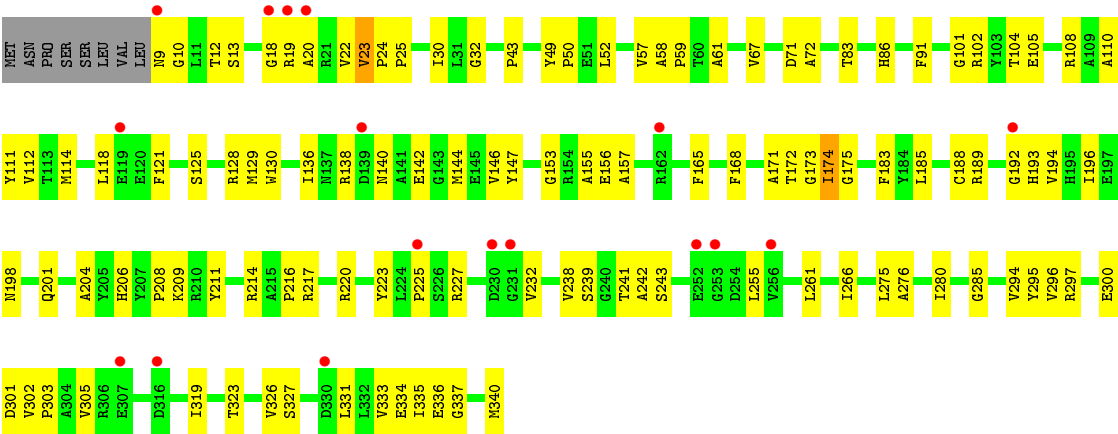 MET ASN PRO SER SER LEU VAL LEU N9 G10 L11 T12 S13 G18 R19 A20 R21 V22 V23 P24 P25 I30 L31 G32 P43 Y49 P50 E51 L52 V57 A58 P59 T60 A61 V67 D71 A72 T83 H86 F91 G101 R102 Y103 T104 E105 R108 A109 A110
Y111 V112 T113 M114 L118 E119 E120 F121 S125 R128 M129 W130 I136 N137 R138 D139 N140 A141 E142 G143 M144 E145 V146 Y147 G153 R154 A155 E156 A157 R162 F165 F168 A171 T172 G173 I174 G175 F183 Y184 L185 C188 R189 G192 H193 V194 H195 I196 E197
N198 Q201 A204 Y205 H206 Y207 P208 K209 R210 Y211 R214 A215 P216 R217 R220 Y223 L224 P225 S226 R227 D230 G231 V232 V238 S239 G240 T241 A242 S243 E252 G253 D254 L255 V256 L261 I266 L275 A276 I280 G285 V294 Y295 V296 R297 E300
D301 V302 P303 A304 V305 R306 E307 D316 I319 T323 V326 S327 D330 L331 L332 V333 E334 I335 E336 G337 M340